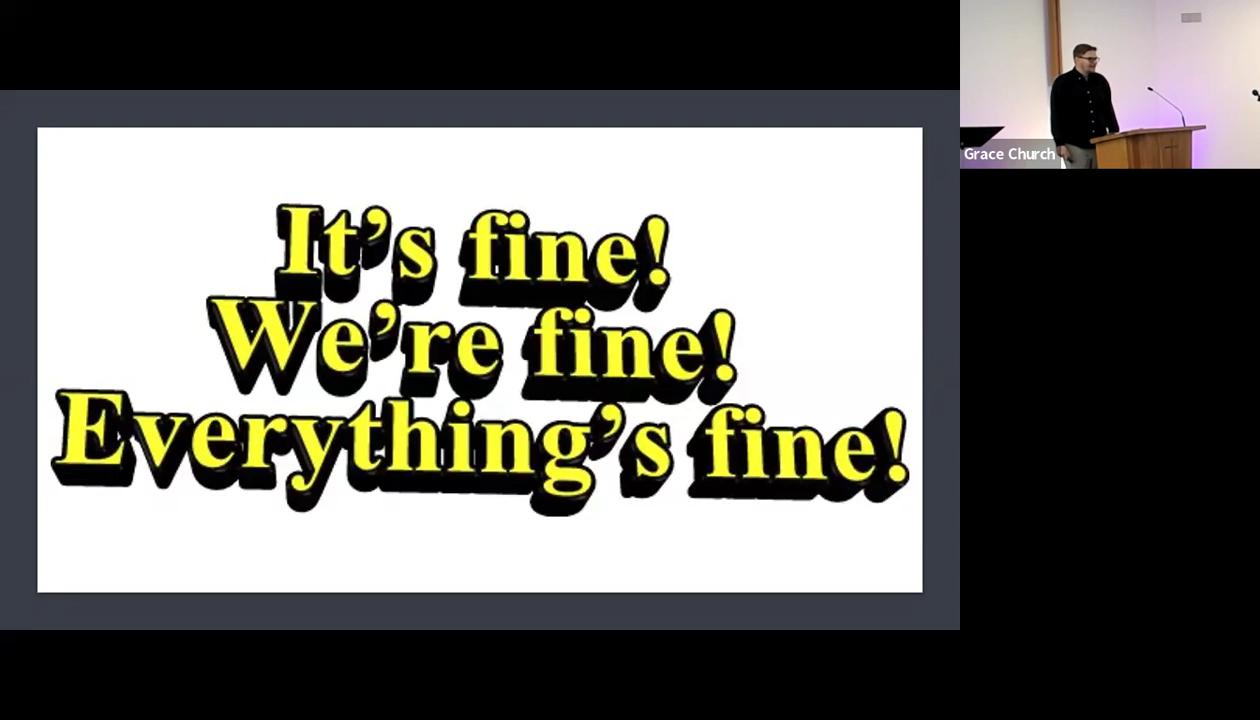 It’s fine!
We’re fine!
Everything’s fine!
Grace Church